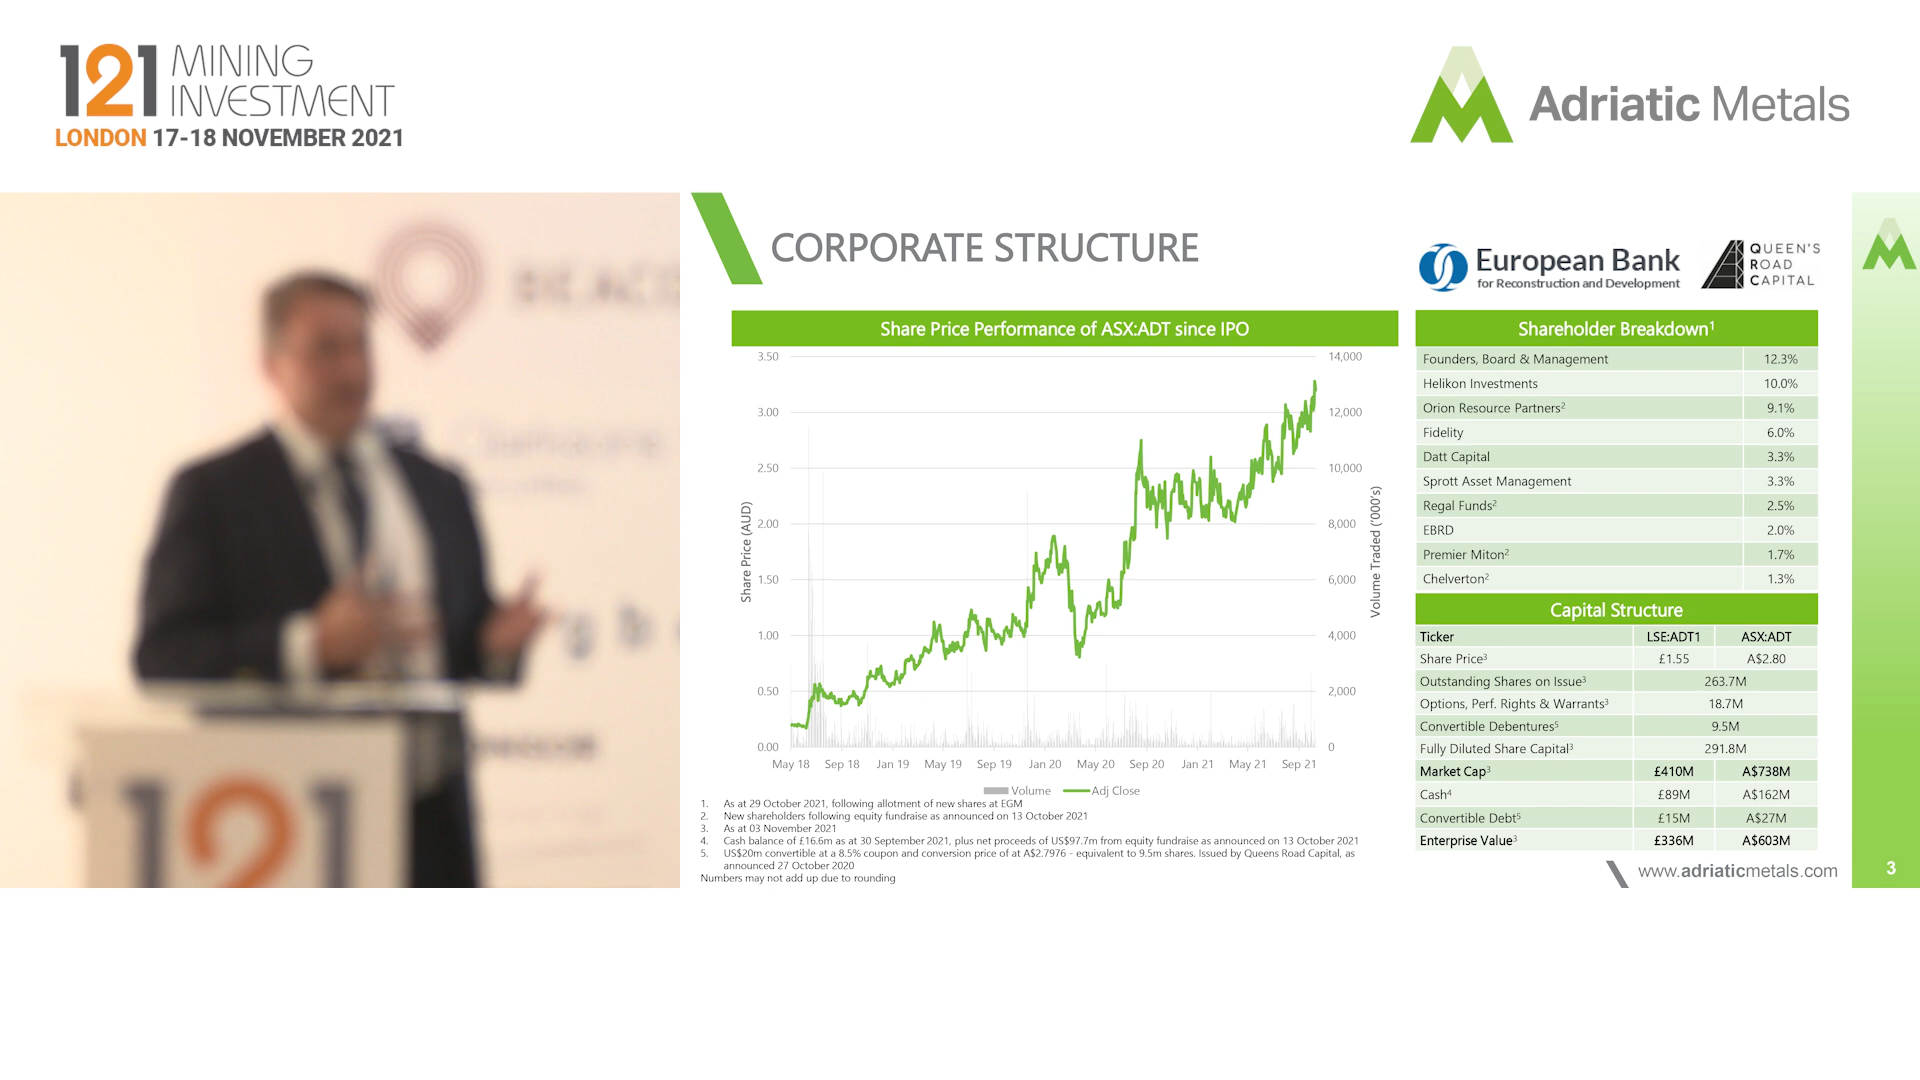 121 MINING
INVESTMENT
LONDON 17-18 NOVEMBER 2021
Adriatic Metals
CORPORATE STRUCTURE
European Bank
for Reconstruction and Development
QUEEN'S
ROAD
CAPITAL
Share Price Performance of ASX:ADT since IPO
3.50
3.00
2.50
2.00
1.50
1.00
0.50
0.00
Share Price (AUD)
14,000
12,000
10,000
8,000
6,000
4,000
2,000
0
Volume Traded ('000's)
May 18 Sep 18 Jan 19 May 19 Sep 19 Jan 20 May 20 Sep 20 Jan 21 May 21 Sep 21
Volume Adj Close
1. As at 29 October 2021, following allotment of new shares at EGM
2. New shareholders following equity fundraise as announced on 13 October 2021
3. As at 03 November 2021
4. Cash balance of £16.6m as at 30 September 2021, plus net proceeds of US$97.7m from equity fundraise as announced on 13 October 2021
5. US$20m convertible at a 8.5% coupon and conversion price of at A$2.7976 - equivalent to 9.5m shares. Issued by Queens Road Capital, as
announced 27 October 2020
Numbers may not add up due to rounding
Shareholder Breakdown1
Founders, Board & Management 12.3%
Helikon Investments 10.0%
Orion Resource Partners2 9.1%
Fidelity 6.0%
Datt Capital 3.3%
Sprott Asset Management 3.3%
Regal Funds2 2.5%
EBRD 2.0%
Premier Miton2 1.7%
Chelverton2 1.3%
Capital Structure
Ticker LSE:ADT1 ASX:ADT
Share Price3 £1.55 A$2.80
Outstanding Shares on Issue3 263.7M
Options, Perf. Rights & Warrants3 18.7M
Convertible Debentures5 9.5M
Fully Diluted Share Capital3 291.8M
Market Cap3 £410M A$738M
Cash4 £89M A$162M
Convertible Debt5 £15M A$27M
Enterprise Value3 £336M A$603M
www.adriaticmetals.com
3
121